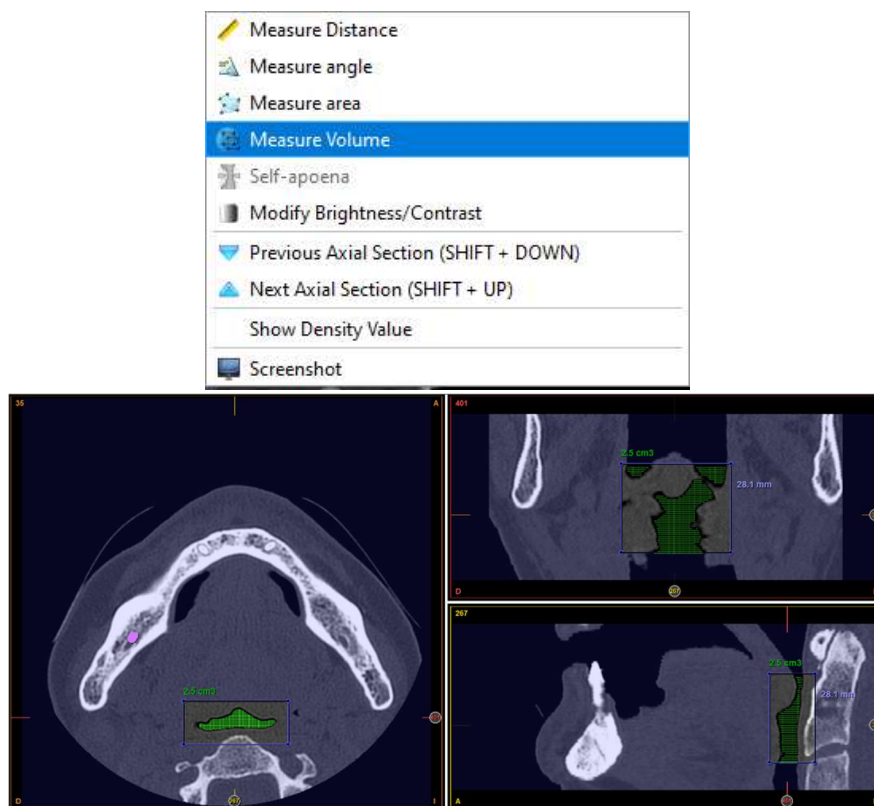 Measure Distance
Measure angle
Measure area
Measure Volume
Self-apoena
Modify Brightness/Contrast
Previous Axial Section (SHIFT + DOWN)
Next Axial Section (SHIFT + UP)
Show Density Value
Screenshot
35
A
2.5 cm3
D
267
I
401
2.5 cm3
28.1 mm
D
267
267
2.5 cm3
28.1 mm
A